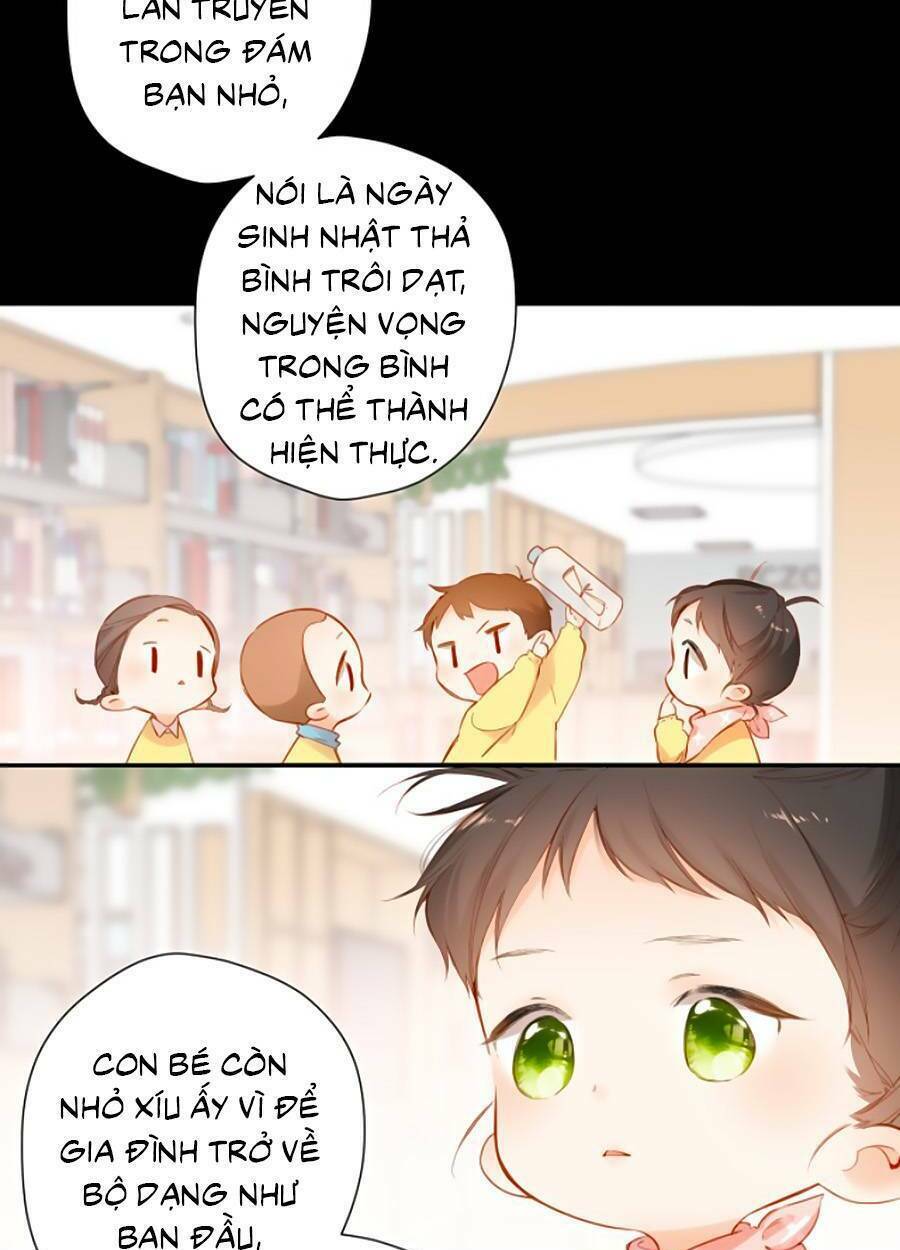 LAN TRUYỀN
TRONG ĐÁM
BẠN NHỎ,
NÓI LÀ NGÀY
SINH NHẬT THẢ
BÌNH TRÔI DẠT,
NGUYỆN VỌNG
TRONG BÌNH
CÓ THỂ THÀNH
HIỆN THỰC.
CON BÉ CÒN
NHỎ XÍU ẤY VÌ ĐỂ
GIA ĐÌNH TRỞ VỀ
BỘ DẠNG NHƯ
BAN ĐẦU,